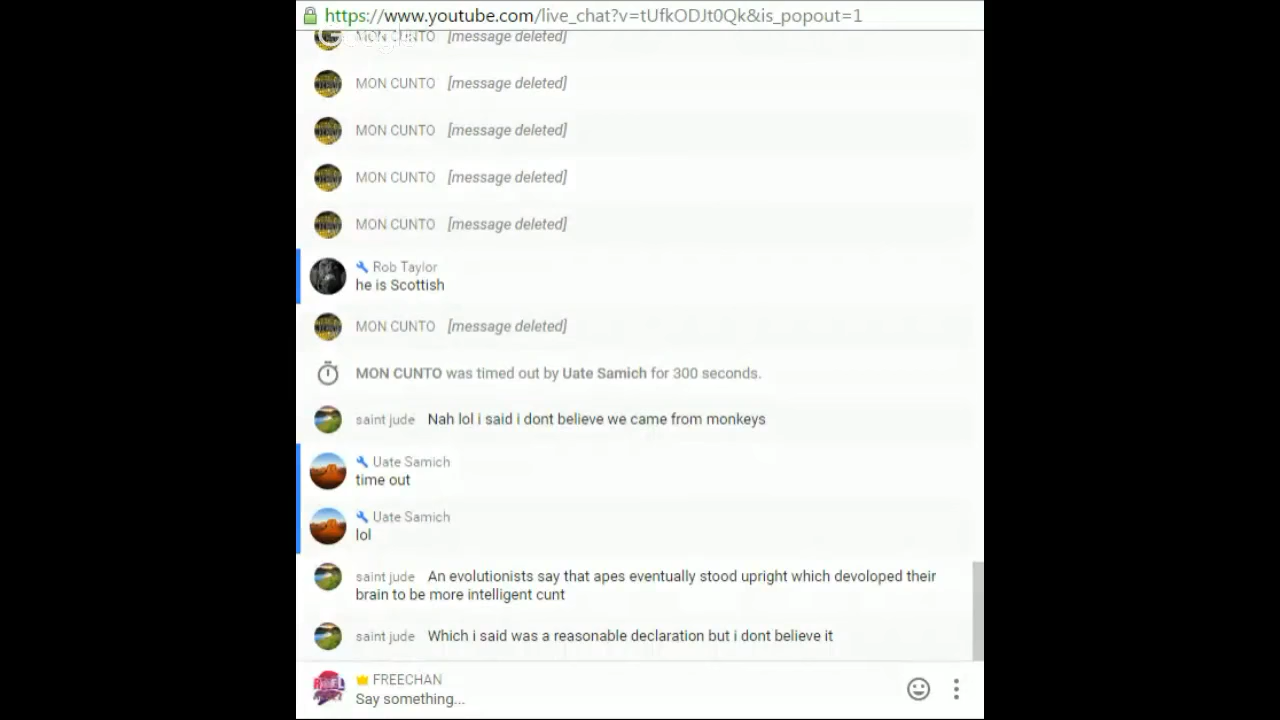 https://www.youtube.com/live_chat?v=tUfkODJt0Qk&is_popout=1
MON CUNTO [message deleted]
MON CUNTO [message deleted]
MON CUNTO [message deleted]
MON CUNTO [message deleted]
MON CUNTO [message deleted]
Rob Taylor
he is Scottish
MON CUNTO [message deleted]
MON CUNTO was timed out by Uate Samich for 300 seconds.
saint jude Nah lol i said i dont believe we came from monkeys
Uate Samich
time out
Uate Samich
lol
saint jude An evolutionists say that apes eventually stood upright which devoloped their
brain to be more intelligent cunt
saint jude Which i said was a reasonable declaration but i dont believe it
FREECHAN
Say something...